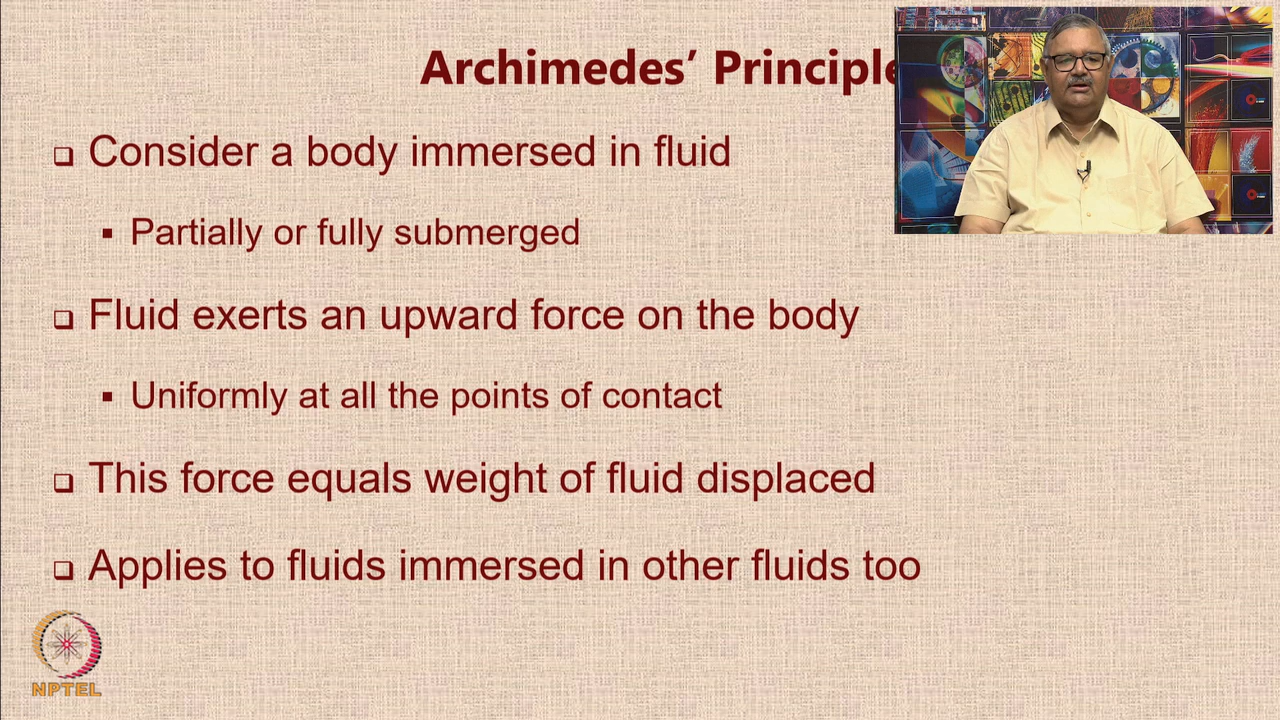 Archimedes' Principle
Consider a body immersed in fluid
Partially or fully submerged
Fluid exerts an upward force on the body
Uniformly at all the points of contact
This force equals weight of fluid displaced
Applies to fluids immersed in other fluids too
NPTEL